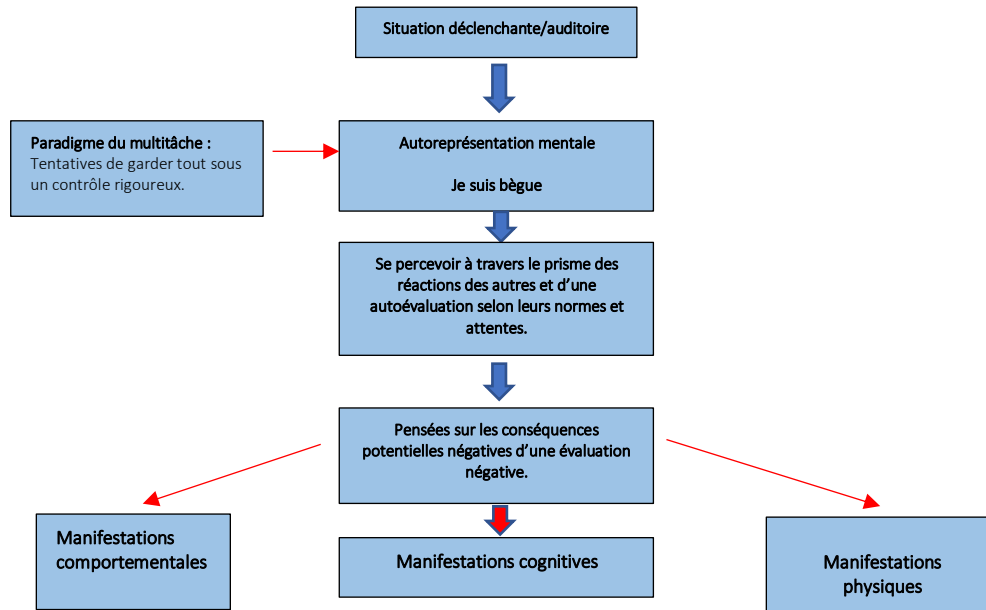 Situation déclenchante/auditoire
Paradigme du multitâche :
Tentatives de garder tout sous
un contrôle rigoureux.
Autoreprésentation mentale
Je suis bègue
Se percevoir à travers le prisme des
réactions des autres et d'une
autoévaluation selon leurs normes et
attentes.
Pensées sur les conséquences
potentielles négatives d'une évaluation
négative.
Manifestations
comportementales
Manifestations cognitives
Manifestations
physiques